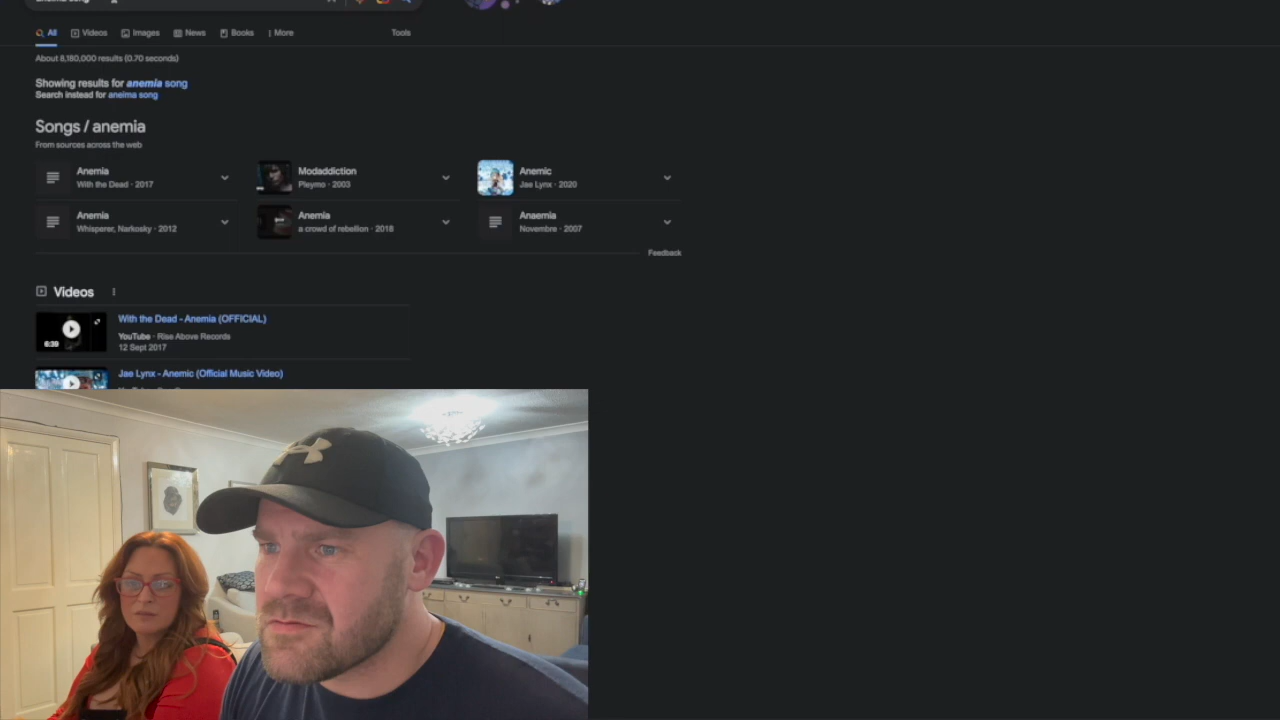 All Videos Images News Books More Tools
About 8,180,000 results (0.70 seconds)
Showing results for anemia song
Search instead for aneima song
Songs / anemia
From sources across the web
Anemia
With the Dead · 2017
Modaddiction
Pleymo · 2003
Anemic
Jae Lynx · 2020
Anemia
Whisperer, Narkosky · 2012
Anemia
a crowd of rebellion · 2018
Anaemia
Novembre · 2007
Feedback
Videos
With the Dead - Anemia (OFFICIAL)
YouTube · Rise Above Records
12 Sept 2017
6:39
Jae Lynx - Anemic (Official Music Video)